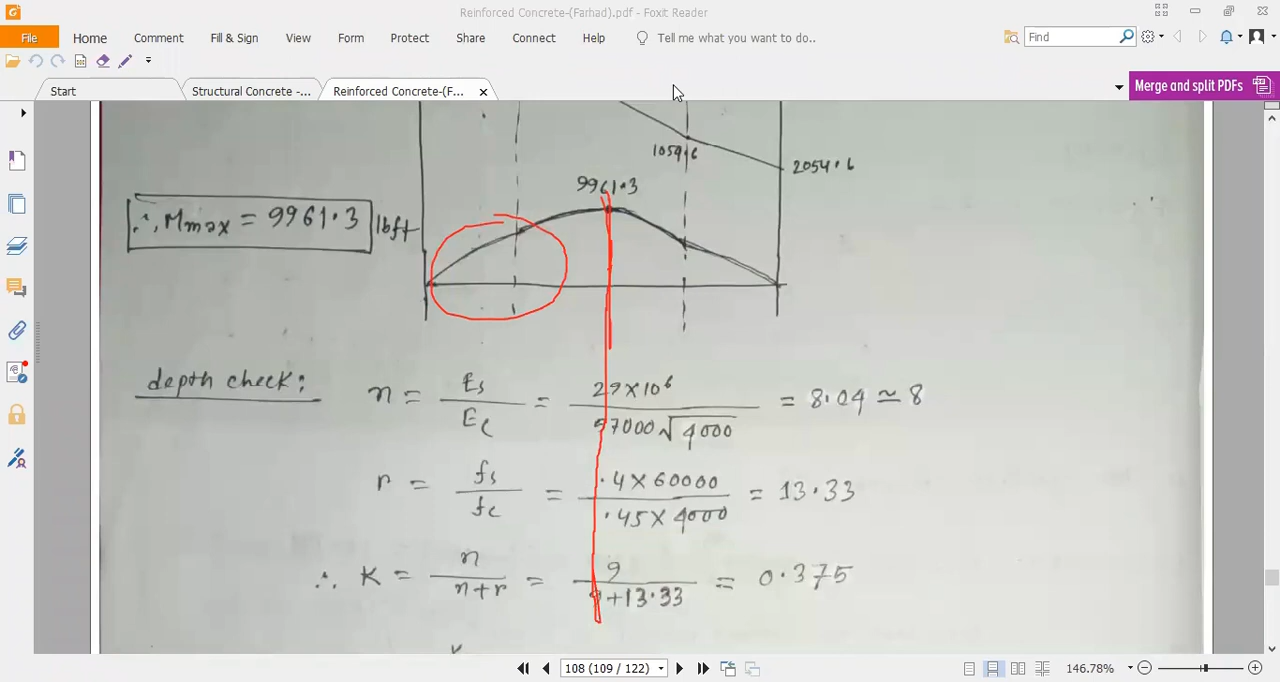 Reinforced Concrete-(Farhad).pdf - Foxit Reader
File Home Comment Fill & Sign View Form Protect Share Connect Help Tell me what you want to do.. Find
Start Structural Concrete -... Reinforced Concrete-(F... Merge and split PDFs
1059.6
2054.6
9961.3
∴ Mmax = 9961.3 lbft
depth check: n = Es/Ec = 29×10⁶/57000√4000 = 8.04 ≃ 8
r = fs/fc = .4×60000/.45×4000 = 13.33
∴ K = n/n+r = 9/9+13.33 = 0.375
108 (109 / 122) 146.78%